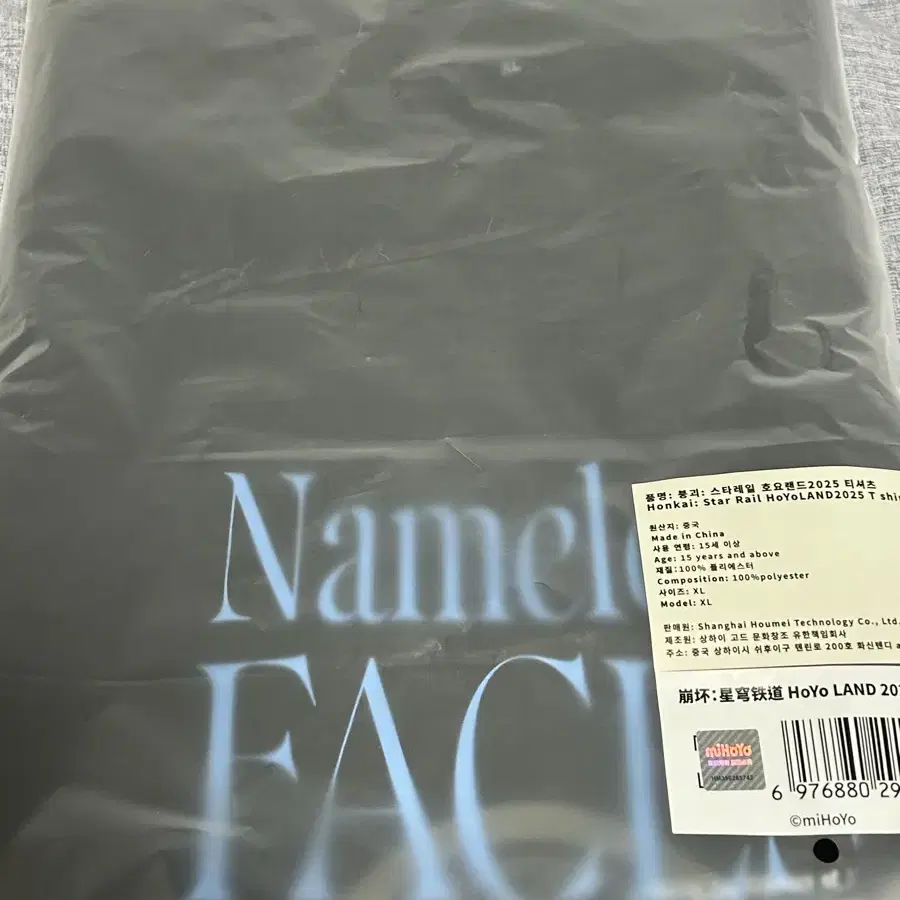 Namele
FACE
품명: 붕괴: 스타레일 호요랜드2025 티셔츠
Honkai: Star Rail HoYoLAND2025 T shi
원산지: 중국
Made in China
사용 연령: 15세 이상
Age: 15 years and above
재질:100% 폴리에스터
Composition: 100%polyester
사이즈: XL
Model: XL
판매원: Shanghai Houmei Technology Co., Ltd.
제조원: 상하이 고드 문화창조 유한책임회사
주소: 중국 상하이시 쉬후이구 톈린로 200호 화신텐디
崩坏:星穹铁道 HoYo LAND 20
miHoYo
6 976880 29
©miHoYo